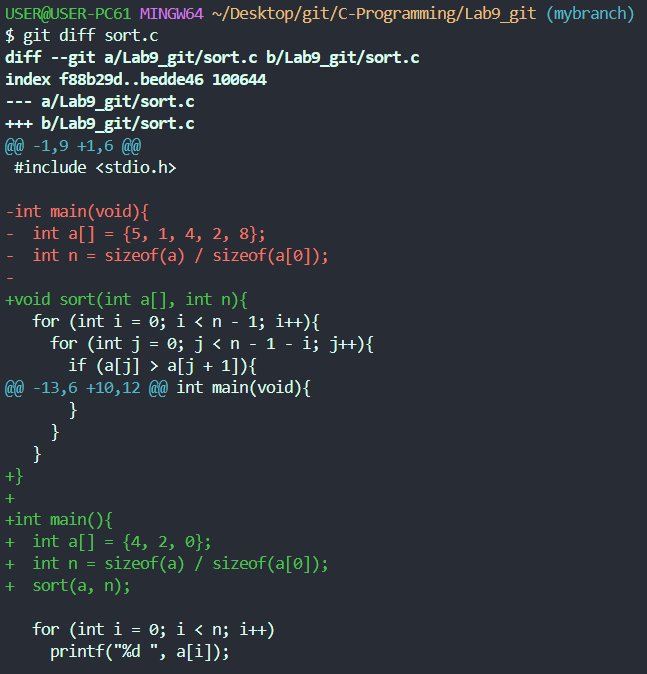 USER@USER-PC61 MINGW64 ~/Desktop/git/C-Programming/Lab9_git (mybranch)
$ git diff sort.c
diff --git a/Lab9_git/sort.c b/Lab9_git/sort.c
index f88b29d..bedde46 100644
--- a/Lab9_git/sort.c
+++ b/Lab9_git/sort.c
@@ -1,9 +1,6 @@
 #include <stdio.h>

-int main(void){
-  int a[] = {5, 1, 4, 2, 8};
-  int n = sizeof(a) / sizeof(a[0]);
-
+void sort(int a[], int n){
   for (int i = 0; i < n - 1; i++){
     for (int j = 0; j < n - 1 - i; j++){
       if (a[j] > a[j + 1]){
@@ -13,6 +10,12 @@ int main(void){
       }
     }
   }
+}
+
+int main(){
+  int a[] = {4, 2, 0};
+  int n = sizeof(a) / sizeof(a[0]);
+  sort(a, n);

   for (int i = 0; i < n; i++)
     printf("%d ", a[i]);